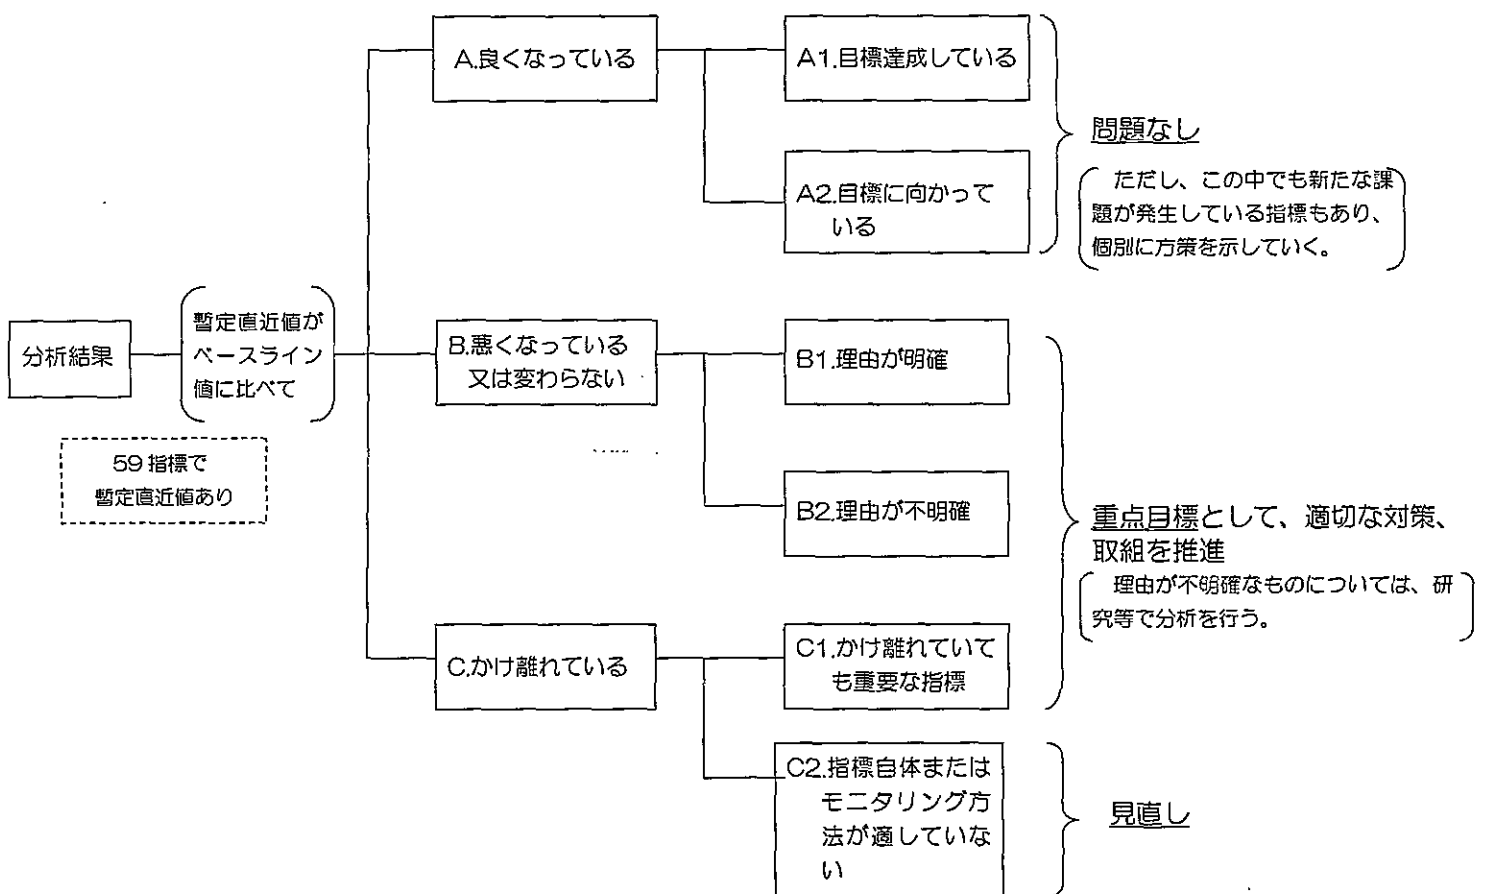 分析結果
暫定直近値が
ベースライン
値に比べて
59指標で
暫定直近値あり
A.良くなっている
A1.目標達成している
A2.目標に向かって
いる
問題なし
ただし、この中でも新たな課
題が発生している指標もあり、
個別に方策を示していく。
B.悪くなっている
又は変わらない
B1.理由が明確
B2.理由が不明確
C.かけ離れている
C1.かけ離れていて
も重要な指標
重点目標として、適切な対策、
取組を推進
理由が不明確なものについては、研
究等で分析を行う。
C2.指標自体または
モニタリング方
法が適していな
い
見直し